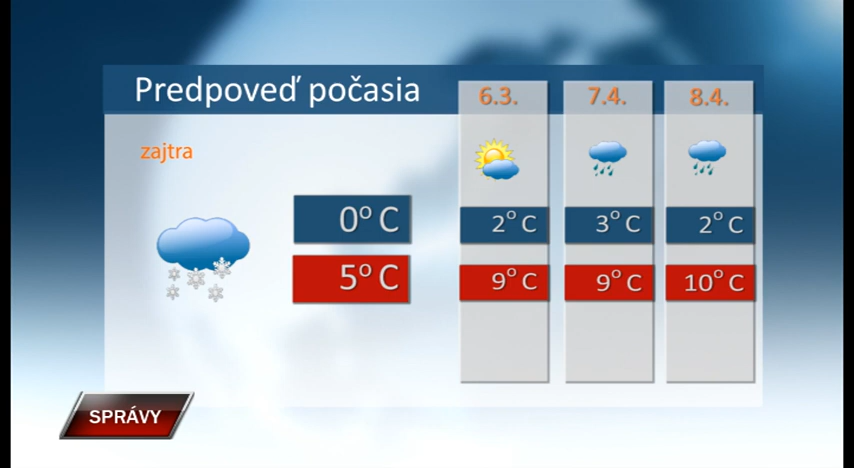 Predpoveď počasia
6.3. 7.4. 8.4.
zajtra
0° C
5° C
2° C 3° C 2° C
9° C 9° C 10° C
SPRÁVY